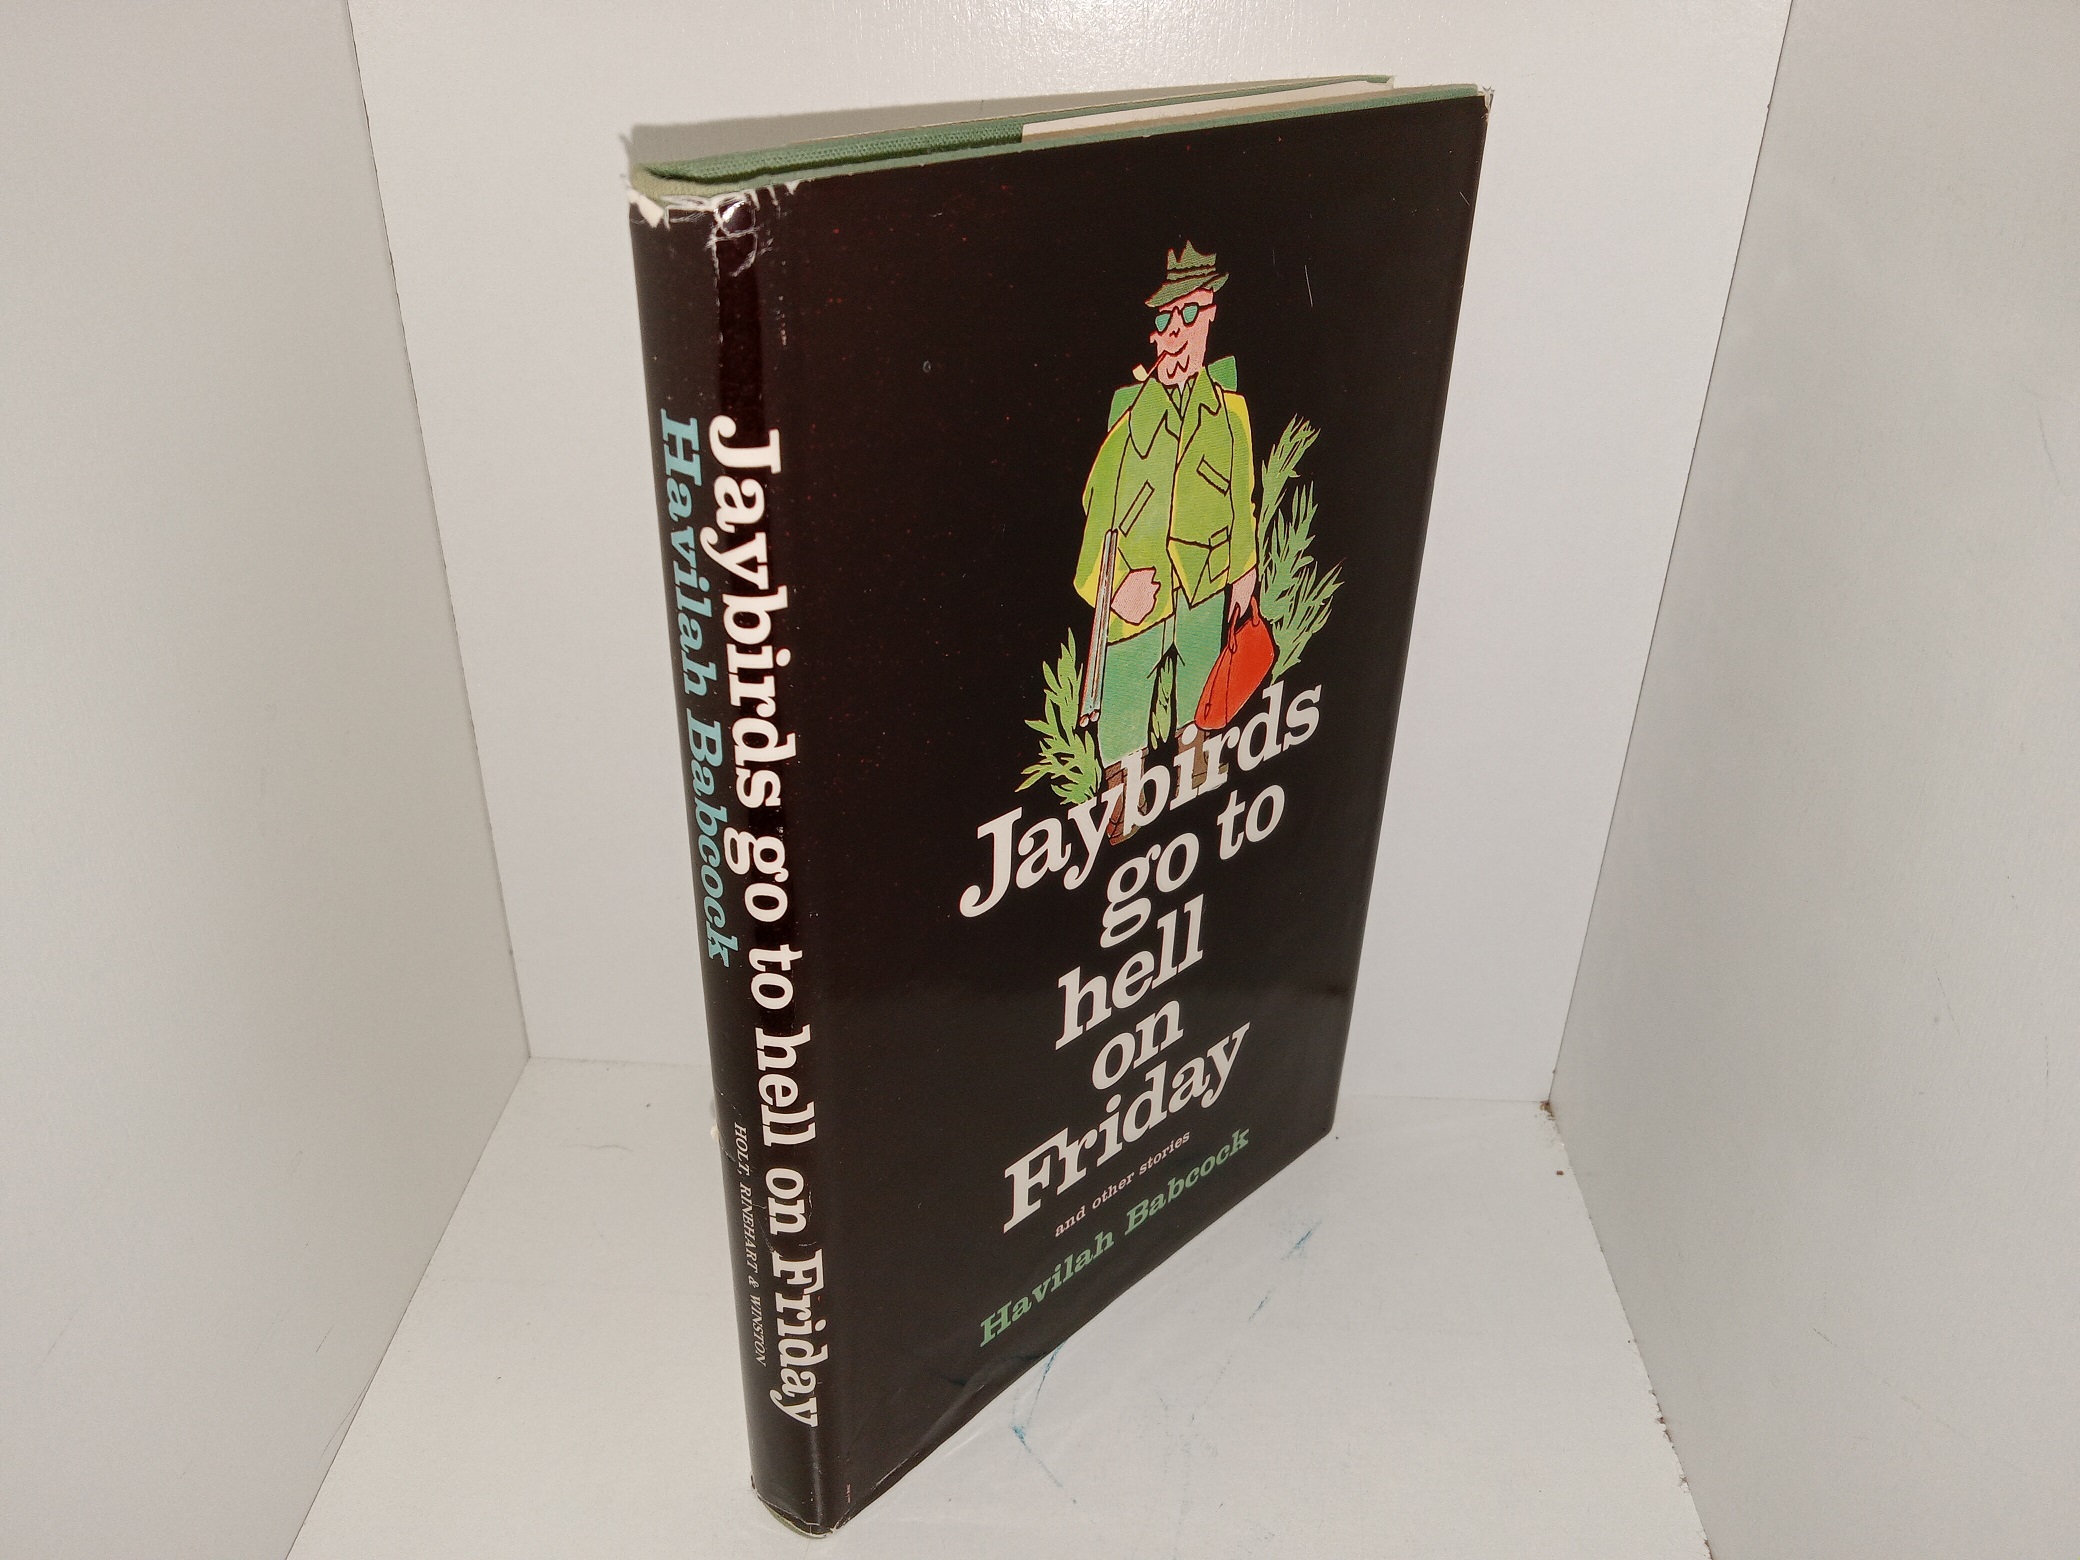 Jaybirds go to hell on Friday
Havilah Babcock
HOLT, RINEHART & WINSTON
Jaybirds
go to
hell
on
Friday
and other stories
Havilah Babcock